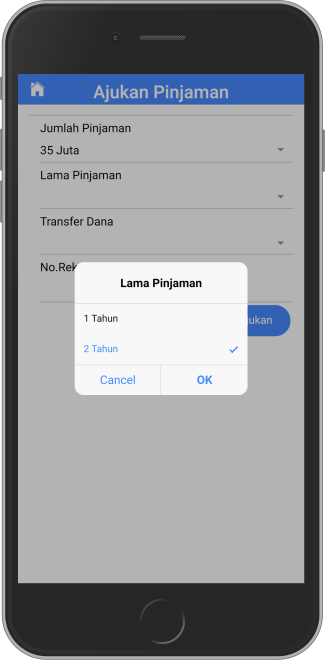 Ajukan Pinjaman
Jumlah Pinjaman
35 Juta
Lama Pinjaman
Transfer Dana
No.Rek
Lama Pinjaman
1 Tahun
2 Tahun
ukan
Cancel
OK